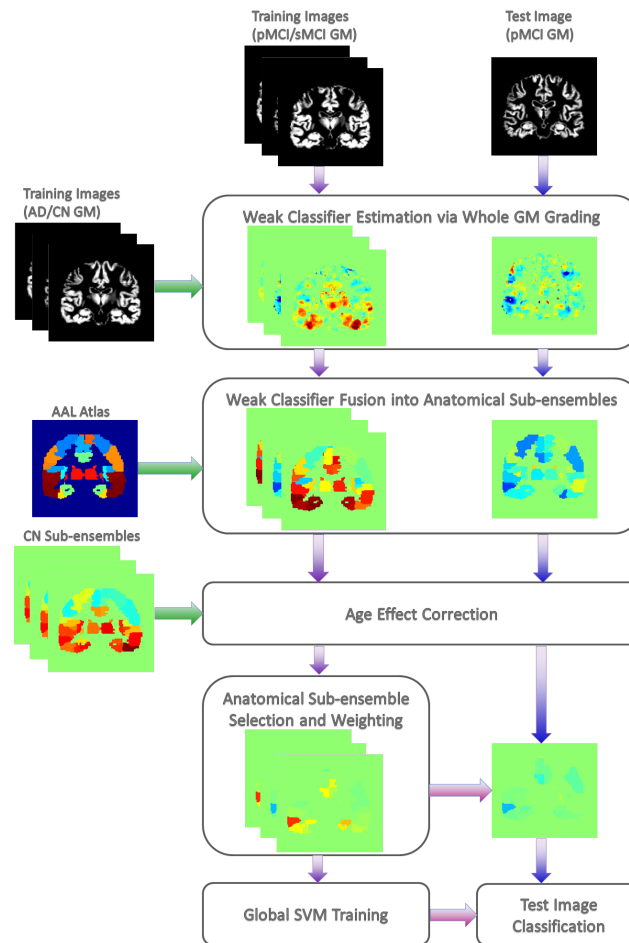 Training Images
(pMCI/sMCI GM)
Test Image
(pMCI GM)
Training Images
(AD/CN GM)
Weak Classifier Estimation via Whole GM Grading
Weak Classifier Fusion into Anatomical Sub-ensembles
AAL Atlas
CN Sub-ensembles
Age Effect Correction
Anatomical Sub-ensemble
Selection and Weighting
Global SVM Training
Test Image
Classification